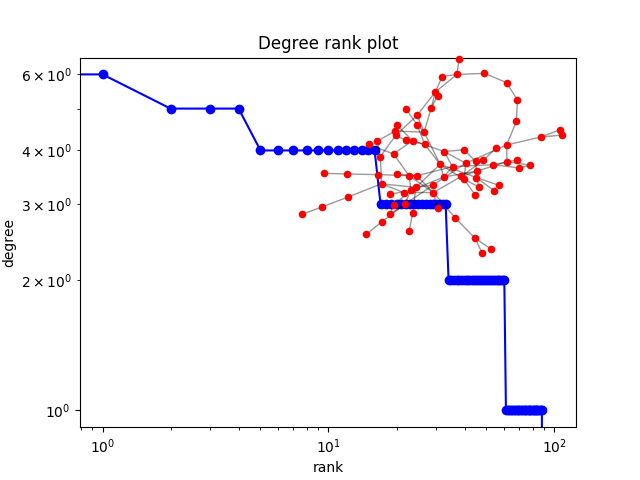 Degree rank plot
degree
6 × 10⁰
4 × 10⁰
3 × 10⁰
2 × 10⁰
10⁰
10⁰ 10¹ 10²
rank